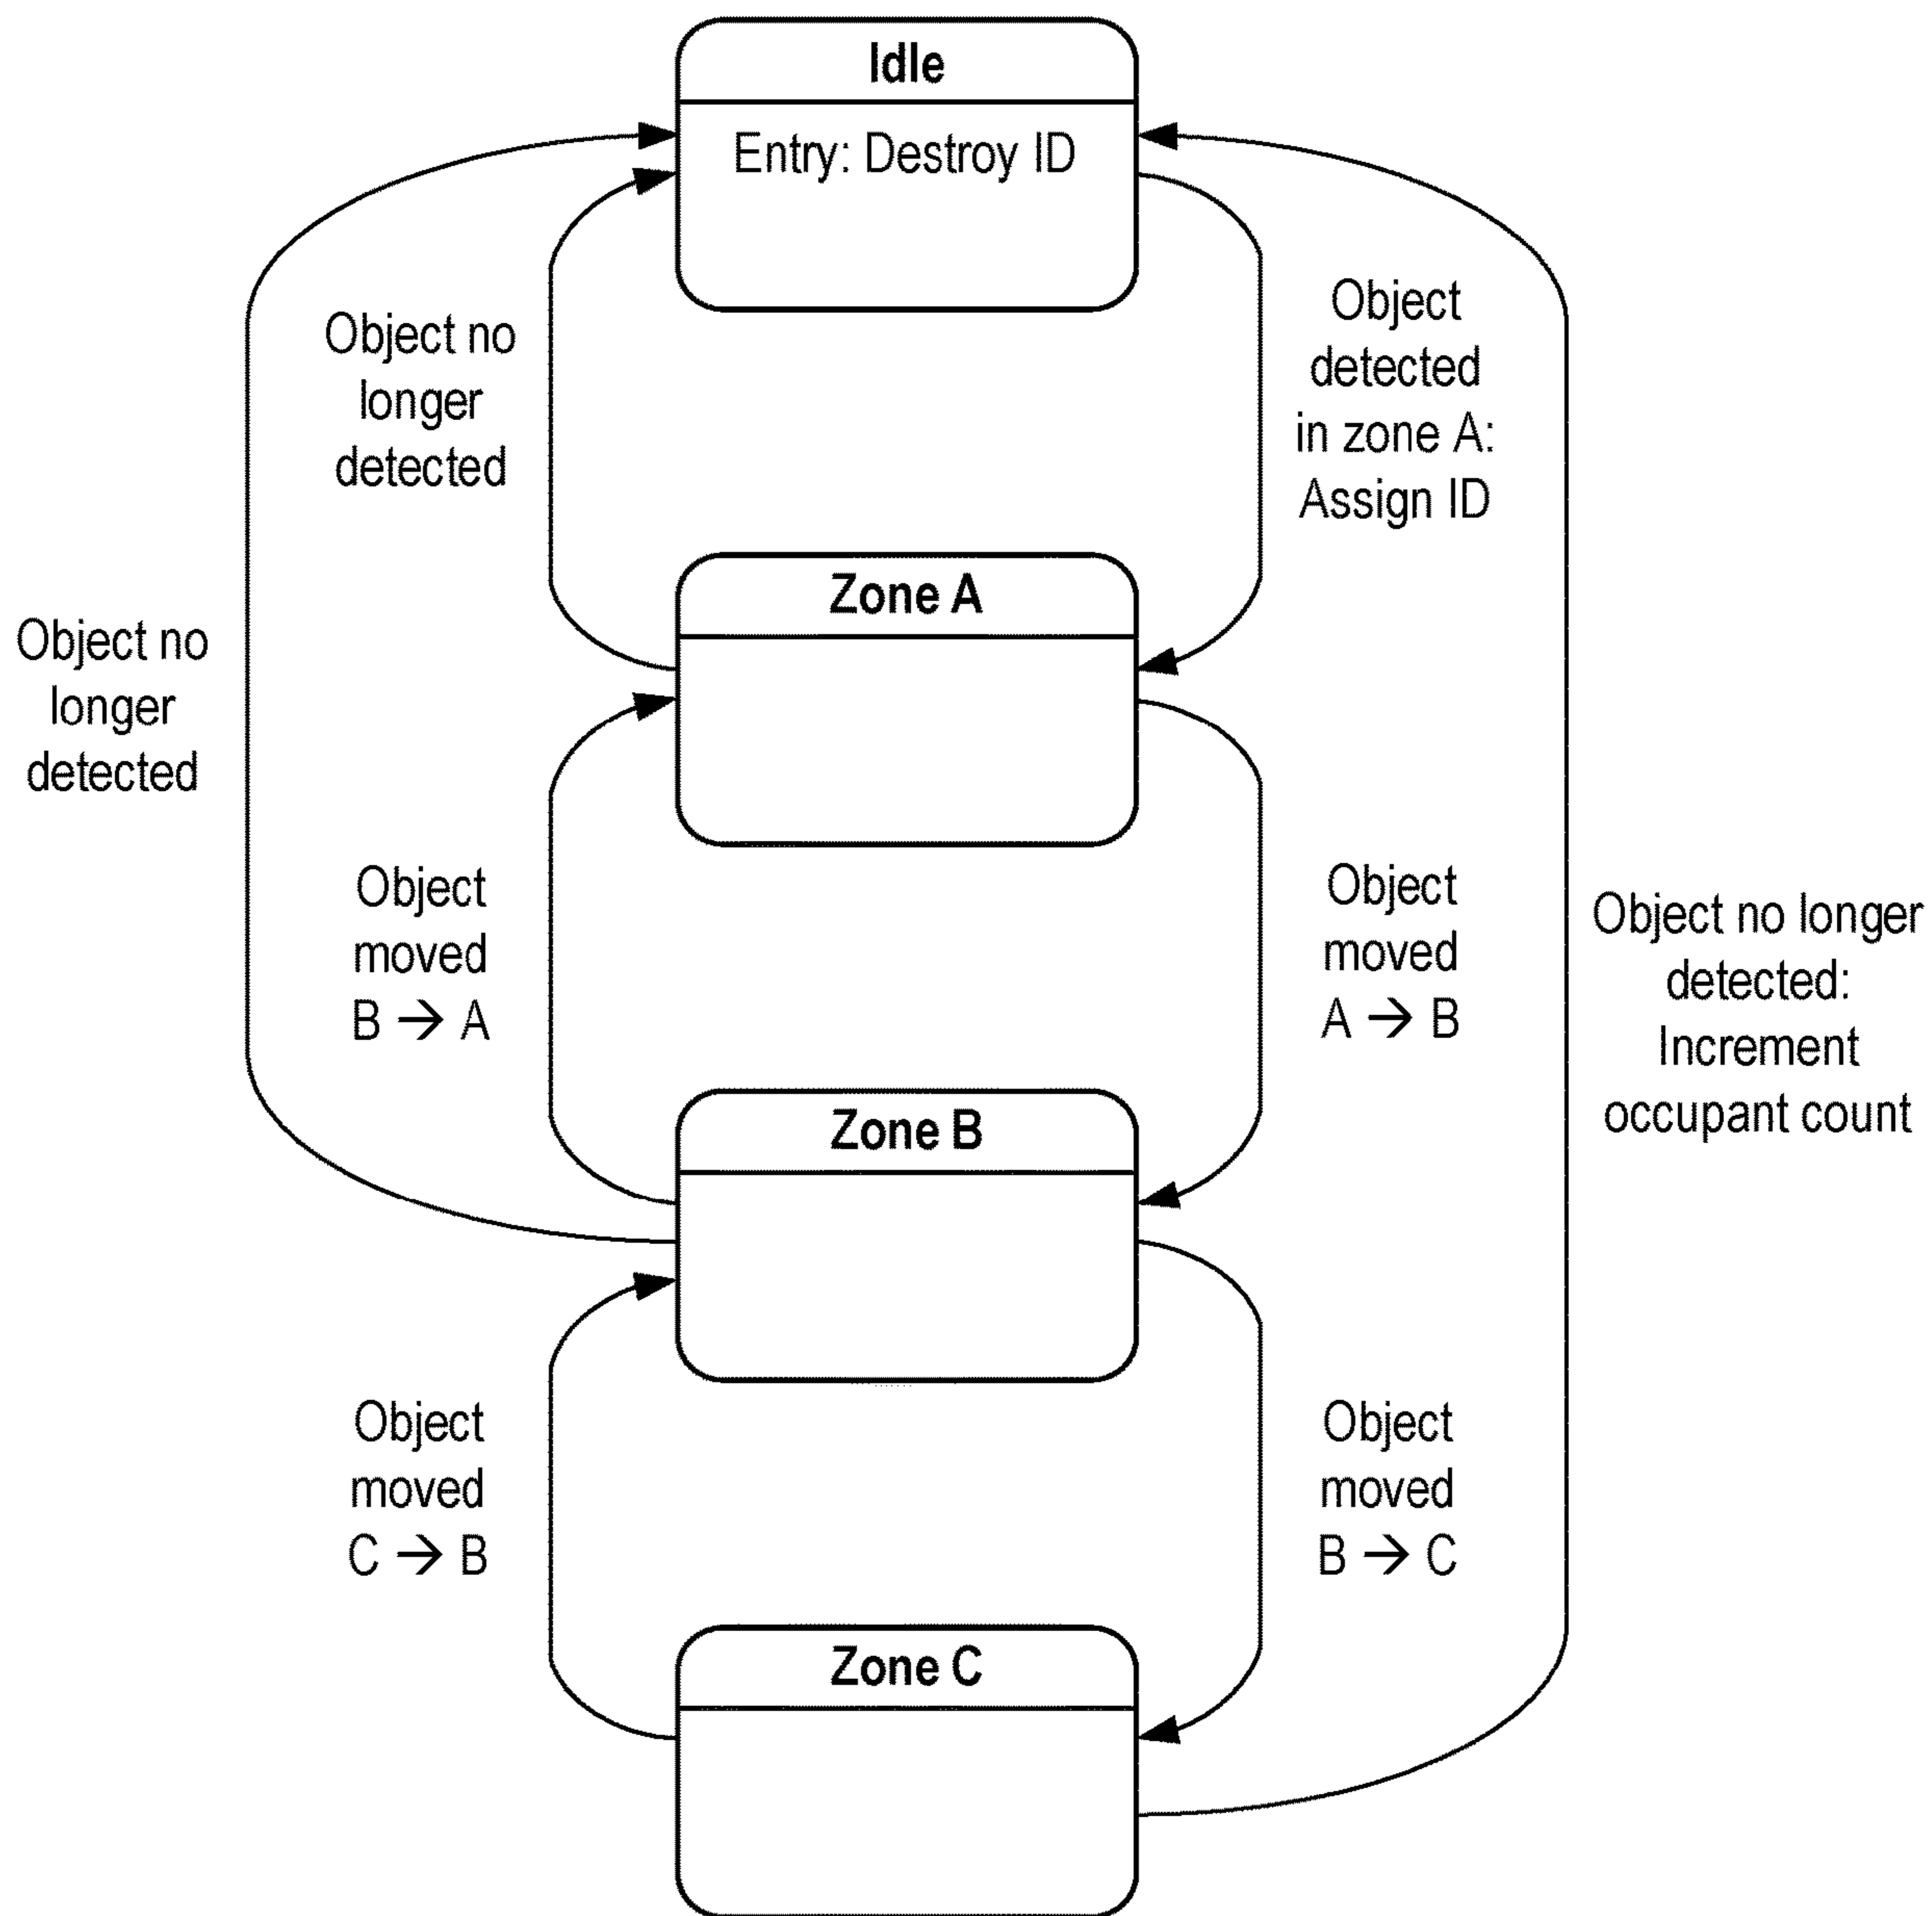 Idle
Entry: Destroy ID
Object no
longer
detected
Object
detected
in zone A:
Assign ID
Zone A
Object no
longer
detected
Object
moved
B → A
Object
moved
A → B
Object no longer
detected:
Increment
occupant count
Zone B
Object
moved
C → B
Object
moved
B → C
Zone C